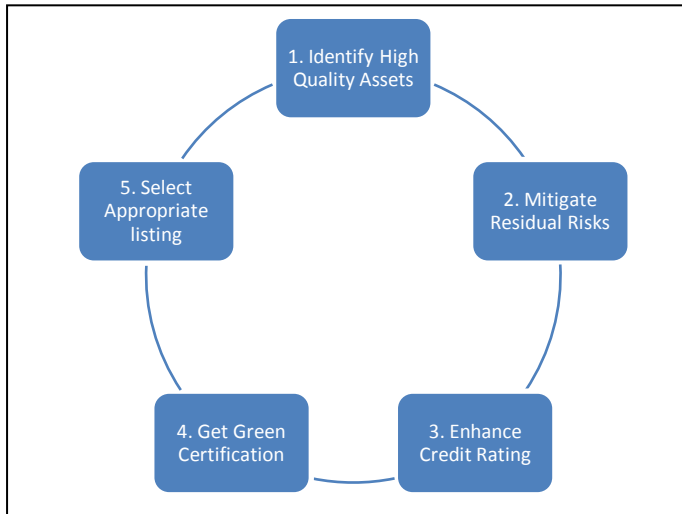 1. Identify High
Quality Assets
2. Mitigate
Residual Risks
3. Enhance
Credit Rating
4. Get Green
Certification
5. Select
Appropriate
listing